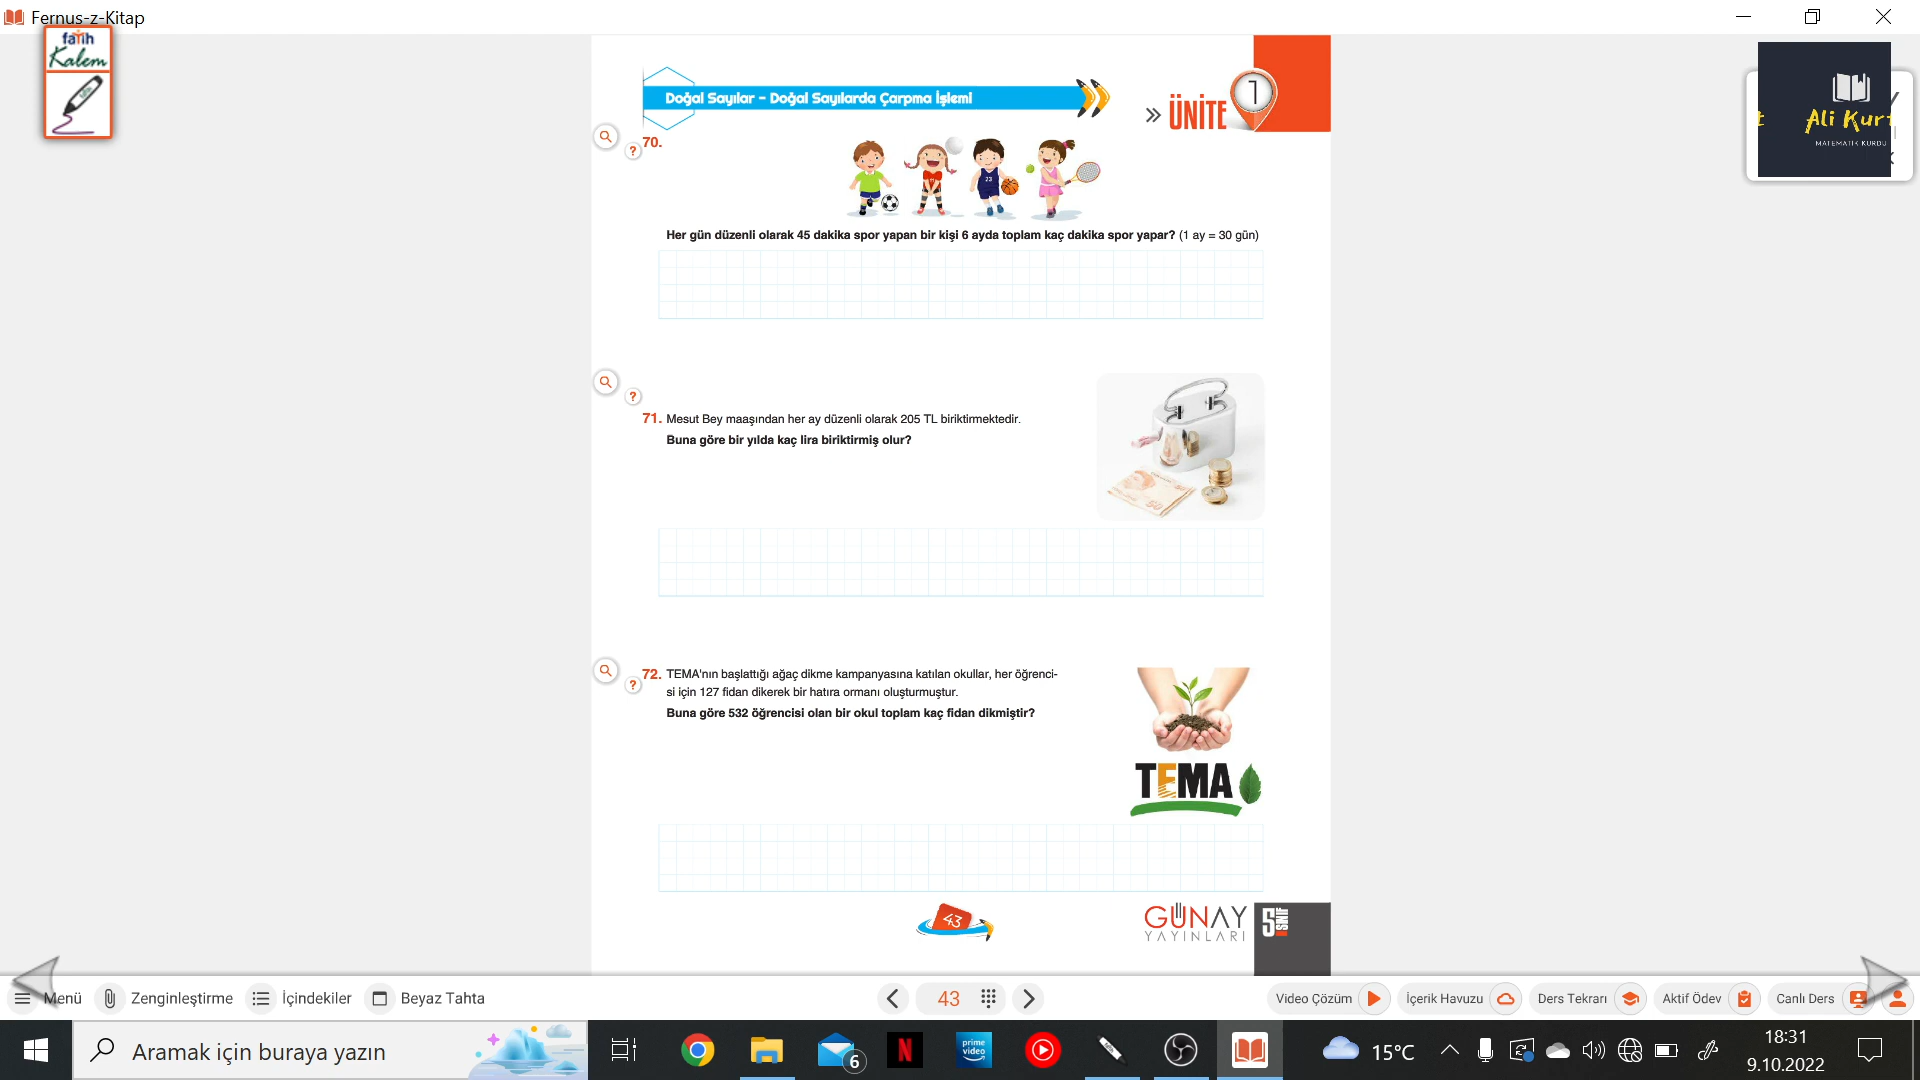 Fernus-z-Kitap
fatih
Kalem
Doğal Sayılar - Doğal Sayılarda Çarpma İşlemi
ÜNİTE 1
Ali Kurt
MATEMATİK KURDU
70.
23
Her gün düzenli olarak 45 dakika spor yapan bir kişi 6 ayda toplam kaç dakika spor yapar? (1 ay = 30 gün)
71. Mesut Bey maaşından her ay düzenli olarak 205 TL biriktirmektedir.
Buna göre bir yılda kaç lira biriktirmiş olur?
50
72. TEMA'nın başlattığı ağaç dikme kampanyasına katılan okullar, her öğrenci-
si için 127 fidan dikerek bir hatıra ormanı oluşturmuştur.
Buna göre 532 öğrencisi olan bir okul toplam kaç fidan dikmiştir?
TEMA
43
GÜNAY
YAYINLARI
5. SINIF
Menü Zenginleştirme İçindekiler Beyaz Tahta 43 Video Çözüm İçerik Havuzu Ders Tekrarı Aktif Ödev Canlı Ders
Aramak için buraya yazın
6
N
prime
video
15°C
18:31
9.10.2022